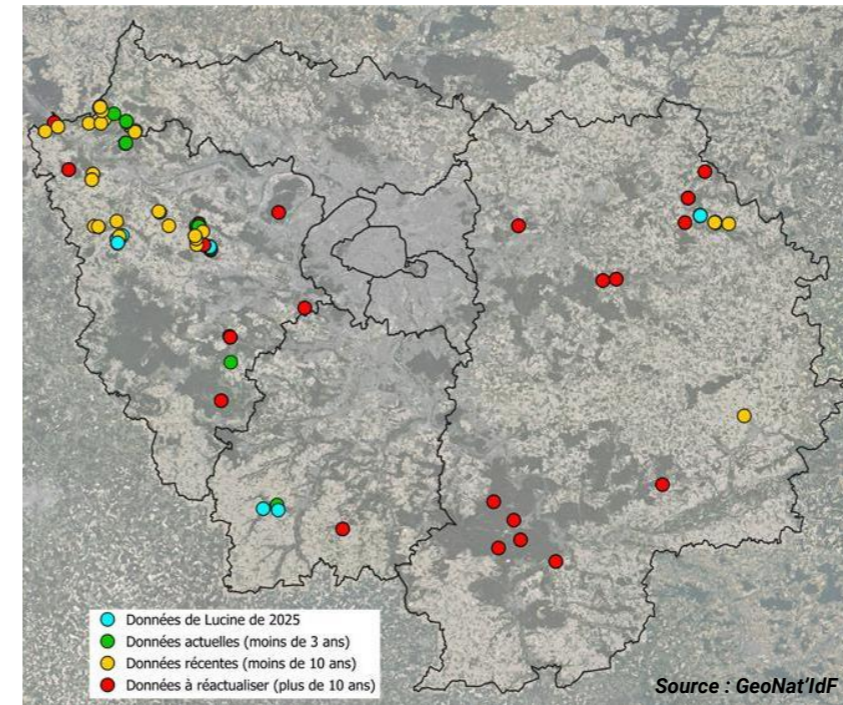 Données de Lucine de 2025
Données actuelles (moins de 3 ans)
Données récentes (moins de 10 ans)
Données à réactualiser (plus de 10 ans)
Source : GeoNat'IdF